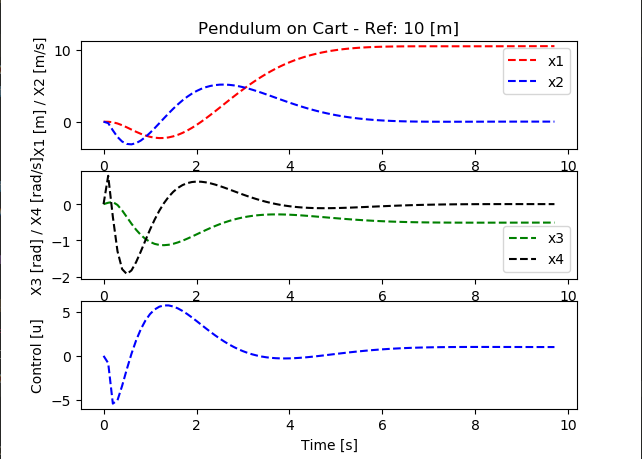 Pendulum on Cart - Ref: 10 [m]
X1 [m] / X2 [m/s]
10
0
x1
x2
0 2 4 6 8 10
X3 [rad] / X4 [rad/s]
0
−1
−2
x3
x4
0 2 4 6 8 10
Control [u]
5
0
−5
0 2 4 6 8 10
Time [s]